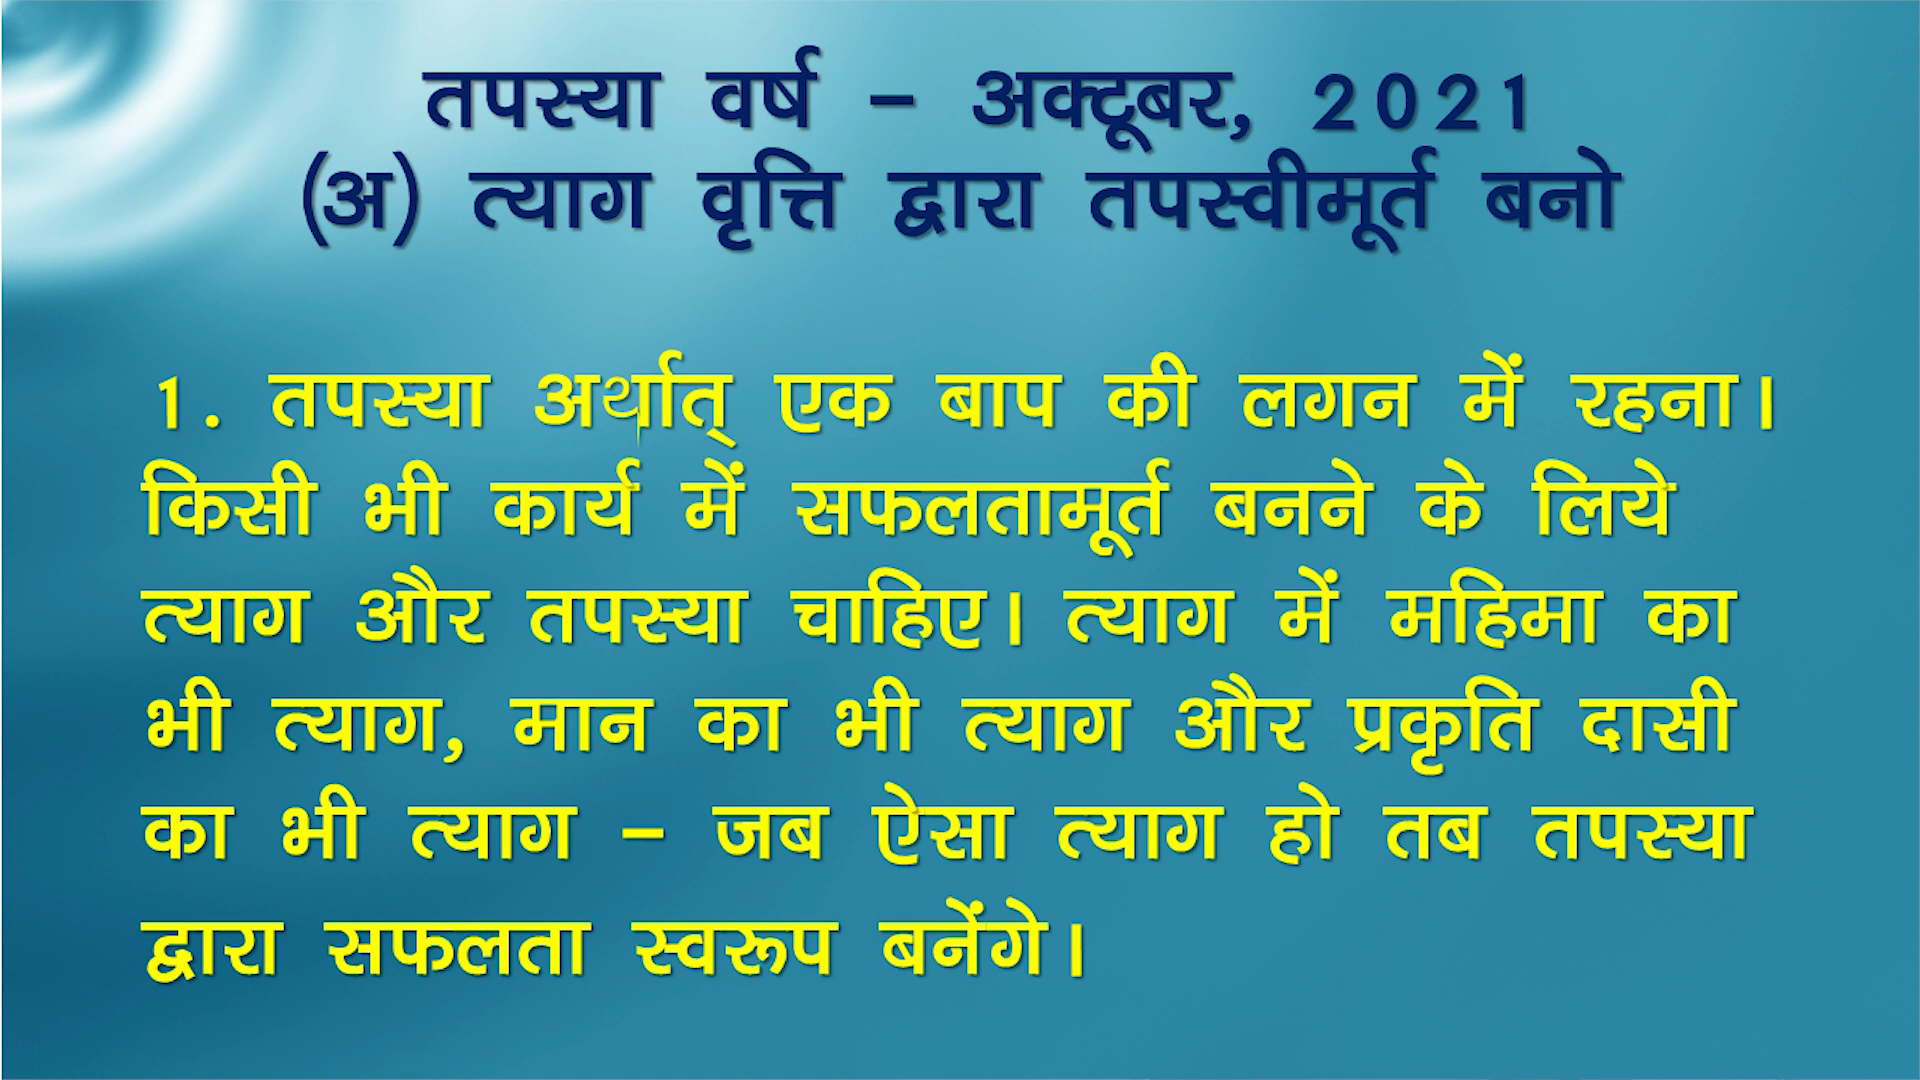 तपस्या वर्ष - अक्टूबर, 2021
(अ) त्याग वृत्ति द्वारा तपस्वीमूर्त बनो
1. तपस्या अर्थात् एक बाप की लगन में रहना।
किसी भी कार्य में सफलतामूर्त बनने के लिये
त्याग और तपस्या चाहिए। त्याग में महिमा का
भी त्याग, मान का भी त्याग और प्रकृति दासी
का भी त्याग - जब ऐसा त्याग हो तब तपस्या
द्वारा सफलता स्वरूप बनेंगे।